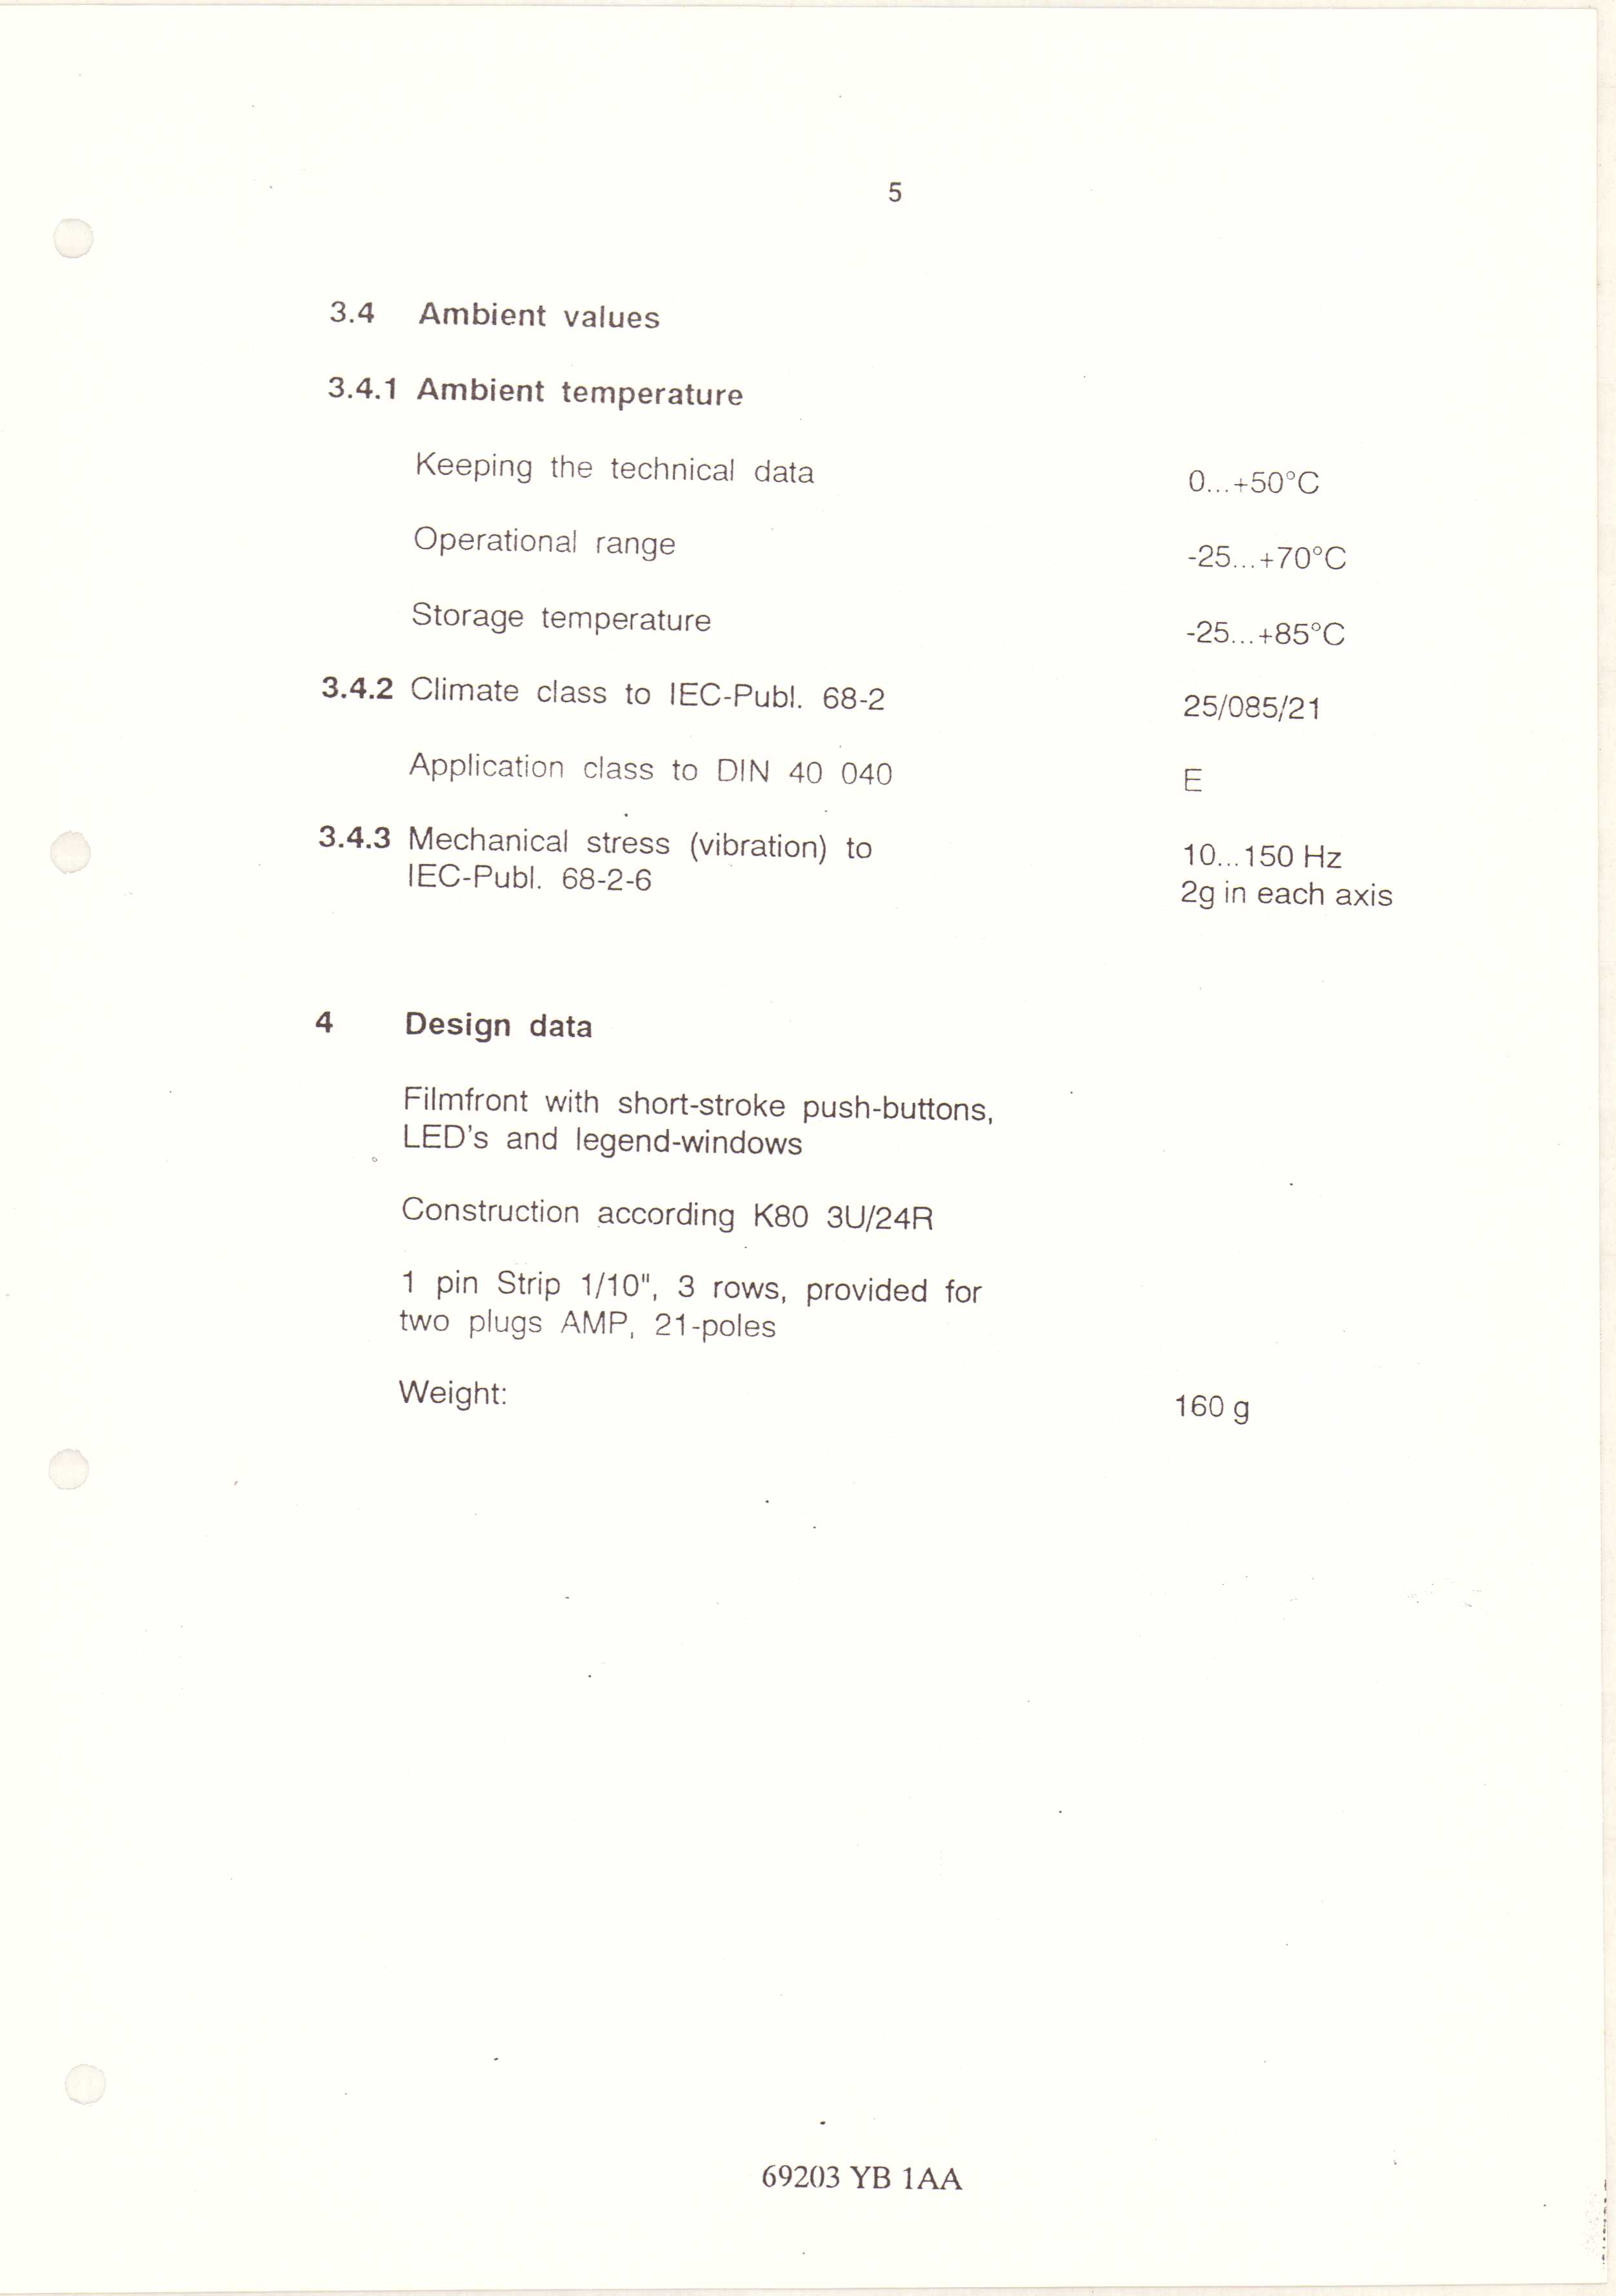 5
3.4 Ambient values
3.4.1 Ambient temperature
Keeping the technical data 0...+50°C
Operational range -25...+70°C
Storage temperature -25...+85°C
3.4.2 Climate class to IEC-Publ. 68-2 25/085/21
Application class to DIN 40 040 E
3.4.3 Mechanical stress (vibration) to 10...150 Hz
IEC-Publ. 68-2-6 2g in each axis
4 Design data
Filmfront with short-stroke push-buttons,
LED's and legend-windows
Construction according K80 3U/24R
1 pin Strip 1/10", 3 rows, provided for
two plugs AMP, 21-poles
Weight: 160 g
69203 YB 1AA